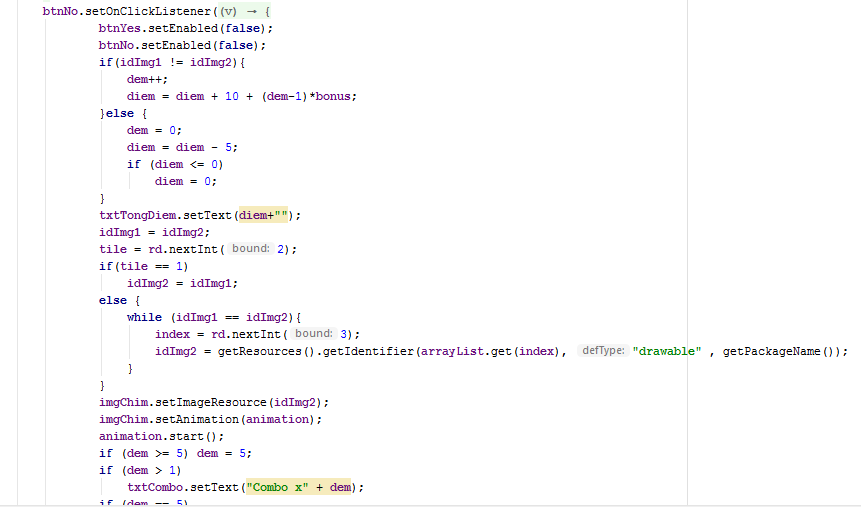 btnNo.setOnClickListener((v) → {
btnYes.setEnabled(false);
btnNo.setEnabled(false);
if(idImg1 != idImg2){
dem++;
diem = diem + 10 + (dem-1)*bonus;
}else {
dem = 0;
diem = diem - 5;
if (diem <= 0)
diem = 0;
}
txtTongDiem.setText(diem+"");
idImg1 = idImg2;
tile = rd.nextInt( bound: 2);
if(tile == 1)
idImg2 = idImg1;
else {
while (idImg1 == idImg2){
index = rd.nextInt( bound: 3);
idImg2 = getResources().getIdentifier(arrayList.get(index), defType: "drawable" , getPackageName());
}
}
imgChim.setImageResource(idImg2);
imgChim.setAnimation(animation);
animation.start();
if (dem >= 5) dem = 5;
if (dem > 1)
txtCombo.setText("Combo x" + dem);
if (dem == 5)